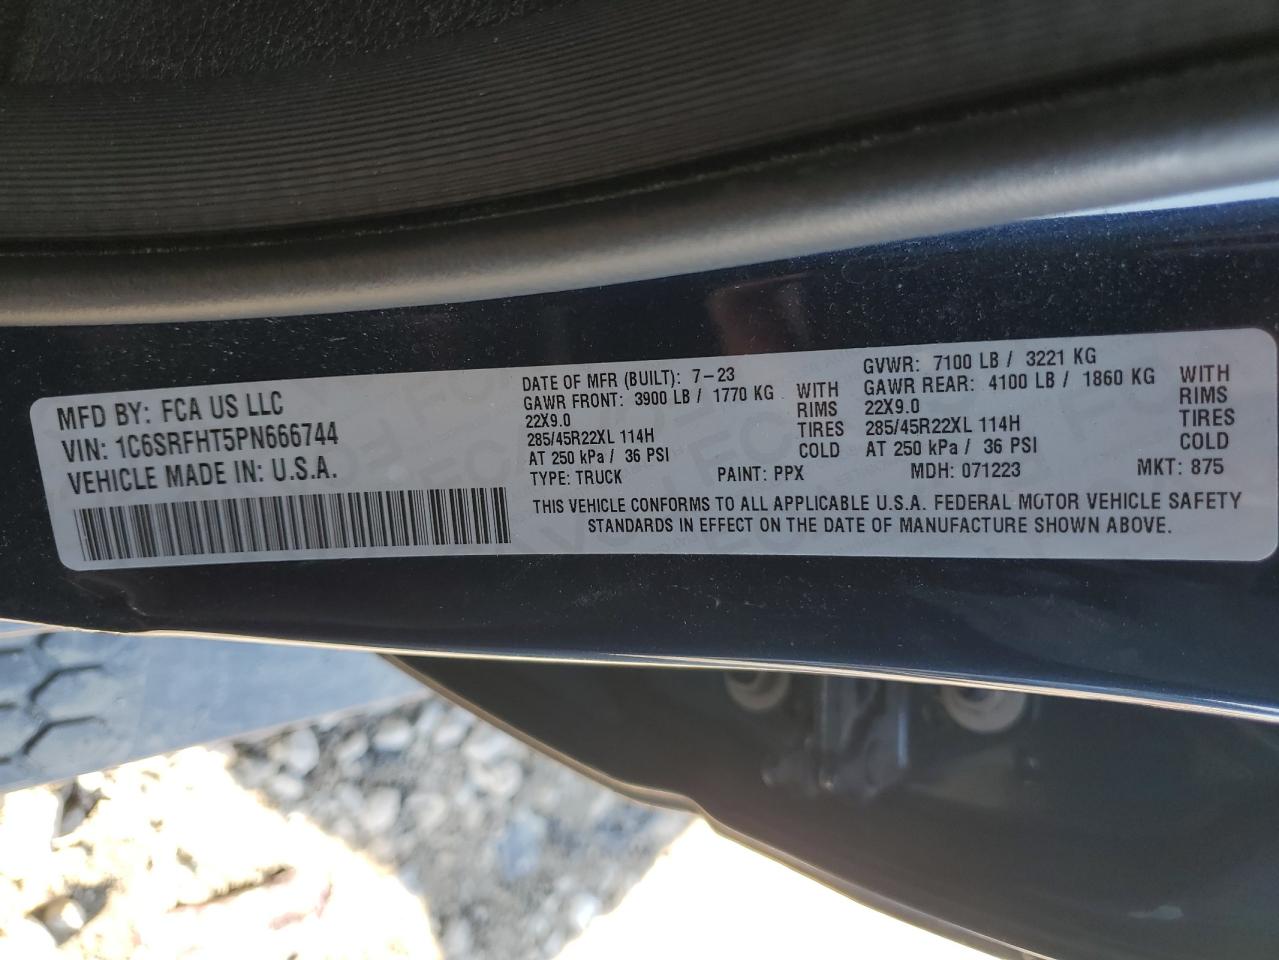 MFD BY: FCA US LLC
VIN: 1C6SRFHT5PN666744
VEHICLE MADE IN: U.S.A.
DATE OF MFR (BUILT): 7-23
GAWR FRONT: 3900 LB / 1770 KG WITH
22X9.0 RIMS
285/45R22XL 114H TIRES
AT 250 kPa / 36 PSI COLD
GVWR: 7100 LB / 3221 KG
GAWR REAR: 4100 LB / 1860 KG WITH
22X9.0 RIMS
285/45R22XL 114H TIRES
AT 250 kPa / 36 PSI COLD
TYPE: TRUCK PAINT: PPX MDH: 071223 MKT: 875
THIS VEHICLE CONFORMS TO ALL APPLICABLE U.S.A. FEDERAL MOTOR VEHICLE SAFETY
STANDARDS IN EFFECT ON THE DATE OF MANUFACTURE SHOWN ABOVE.